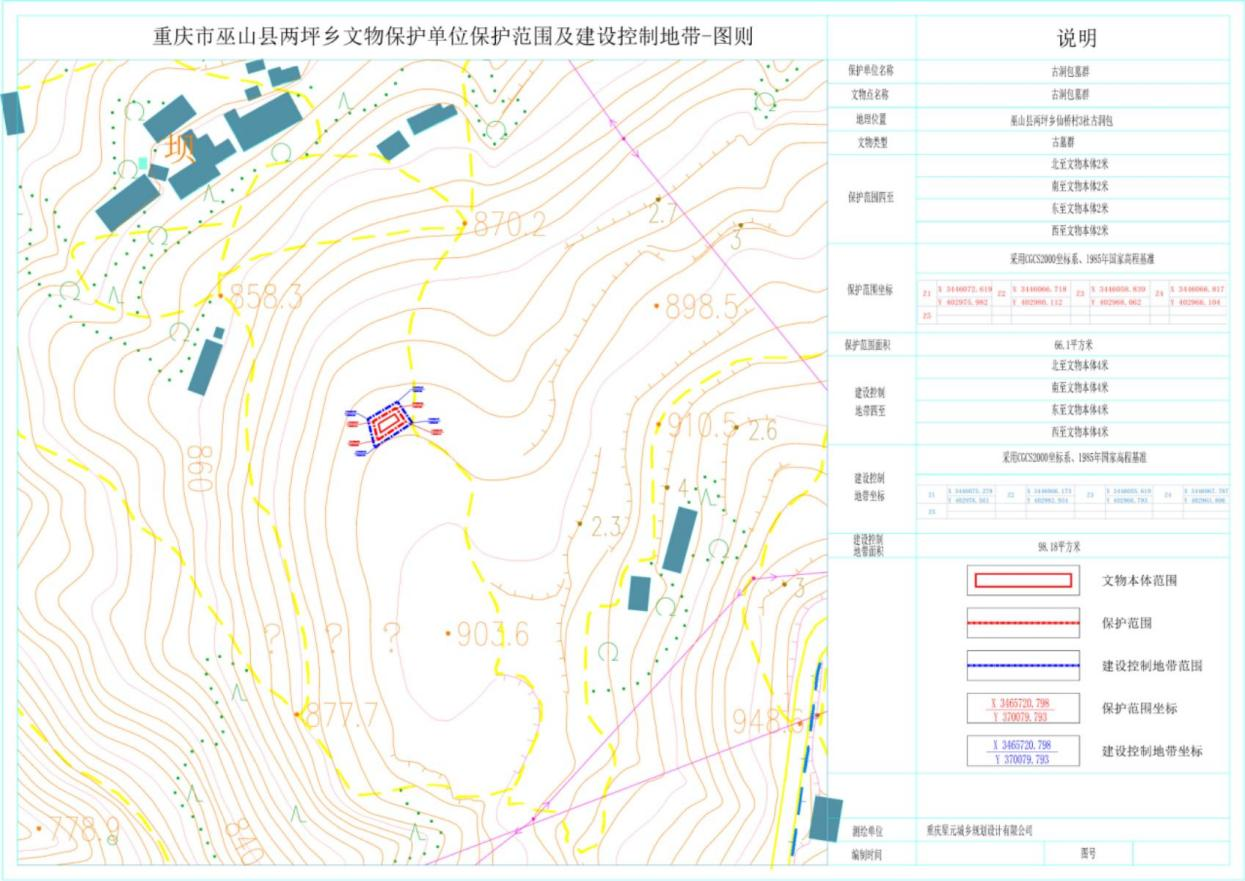 重庆市巫山县两坪乡文物保护单位保护范围及建设控制地带-图则
说明
保护单位名称
古洞包墓群
文物点名称
古洞包墓群
地理位置
巫山县两坪乡仙桥村3社古洞包
文物类型
古墓群
保护范围四至
北至文物本体2米
南至文物本体2米
东至文物本体2米
西至文物本体2米
保护范围坐标
采用CGCS2000坐标系、1985年国家高程基准
Z1 X 3446072.619 Z2 X 3446066.718 Z3 X 3446058.839 Z4 X 3446066.817
Y 402975.982 Y 402980.112 Y 402968.062 Y 402966.104
Z5
保护范围面积
66.1平方米
建设控制
地带四至
北至文物本体4米
南至文物本体4米
东至文物本体4米
西至文物本体4米
建设控制
地带坐标
采用CGCS2000坐标系、1985年国家高程基准
建设控制
地带面积
98.18平方米
文物本体范围
保护范围
建设控制地带范围
X 3465720.798
Y 370079.793
保护范围坐标
X 3465720.798
Y 370079.793
建设控制地带坐标
测绘单位
编制时间
图号
坝
870.2
2.7
3
858.3
898.5
910.5
2.6
860
4
2.3
3
? ? ?
903.6
877.7
948.6
778.9
840